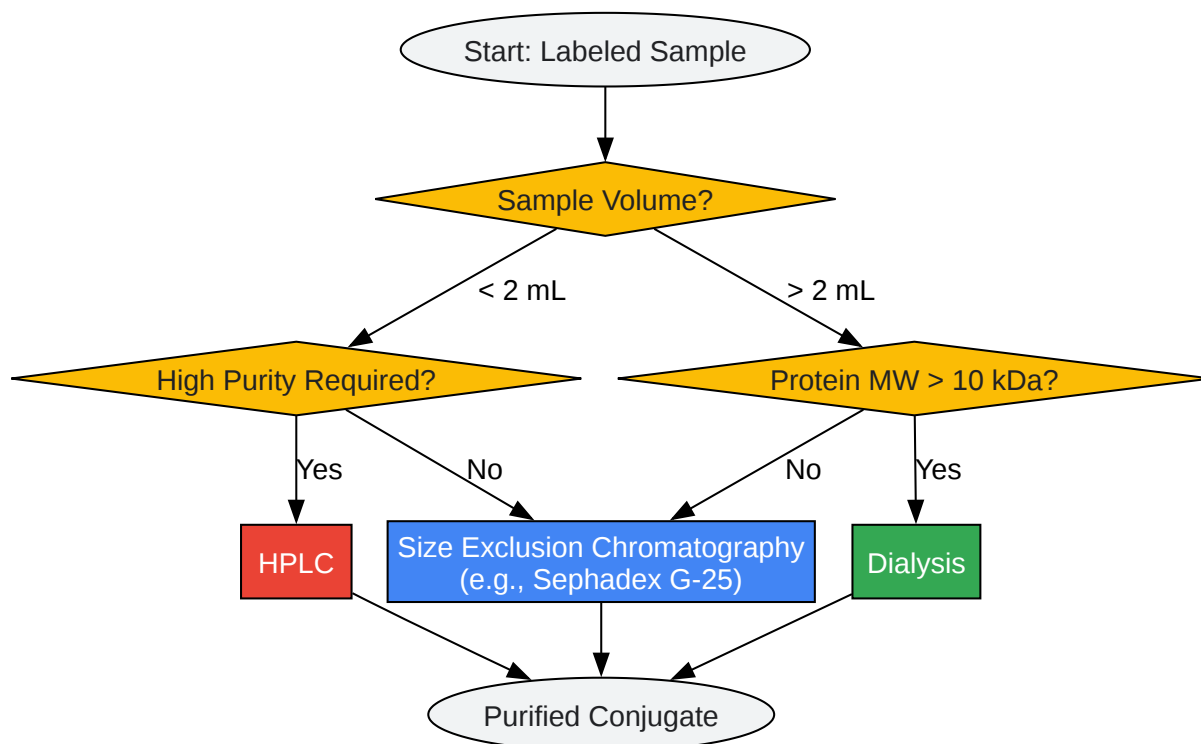 Start: Labeled Sample
Sample Volume?
< 2 mL
> 2 mL
High Purity Required?
Protein MW > 10 kDa?
Yes
No
No
Yes
HPLC
Size Exclusion Chromatography
(e.g., Sephadex G-25)
Dialysis
Purified Conjugate